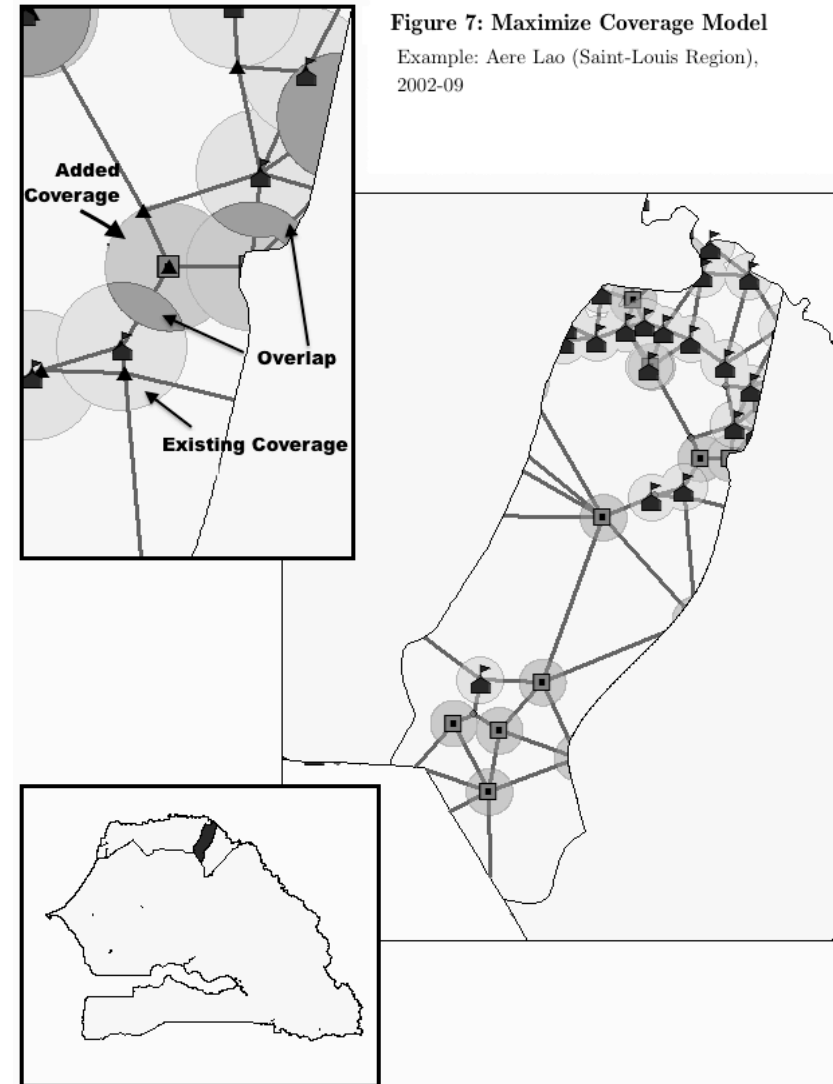 Figure 7: Maximize Coverage Model
Example: Aere Lao (Saint-Louis Region),
2002-09
Added
Coverage
Overlap
Existing Coverage